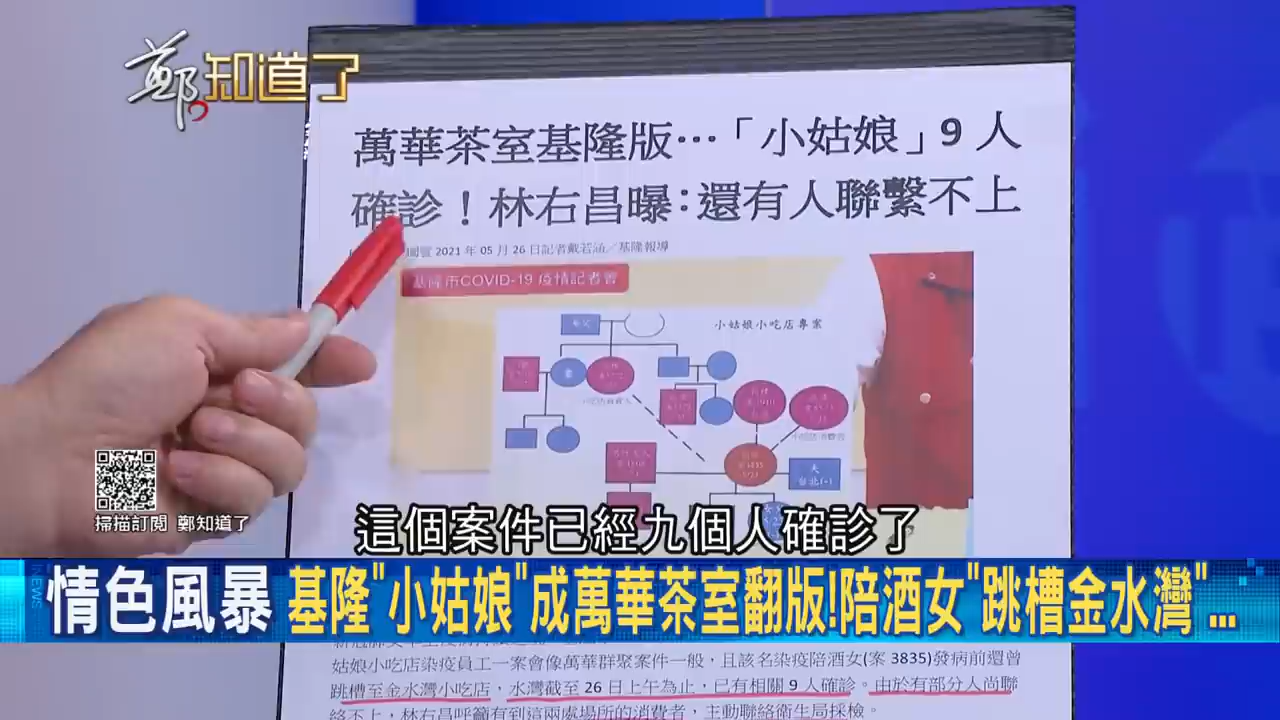 鄭知道了
萬華茶室基隆版…「小姑娘」9 人
確診！林右昌曝：還有人聯繫不上
2021 年 05 月 26 日記者戴若涵／基隆報導
基隆市COVID-19 疫情記者會
小姑娘小吃店專案
夫
台北(-)
掃描訂閱 鄭知道了
這個案件已經九個人確診了
NEWS
情色風暴 基隆"小姑娘"成萬華茶室翻版!陪酒女"跳槽金水灣"...
姑娘小吃店染疫員工一案會像萬華群聚案件一般，且該名染疫陪酒女(案 3835)發病前還曾
跳槽至金水灣小吃店，水灣截至 26 日上午為止，已有相關 9 人確診。由於有部分人尚聯
絡不上，林右昌呼籲有到這兩處場所的消費者，主動聯絡衛生局採檢。